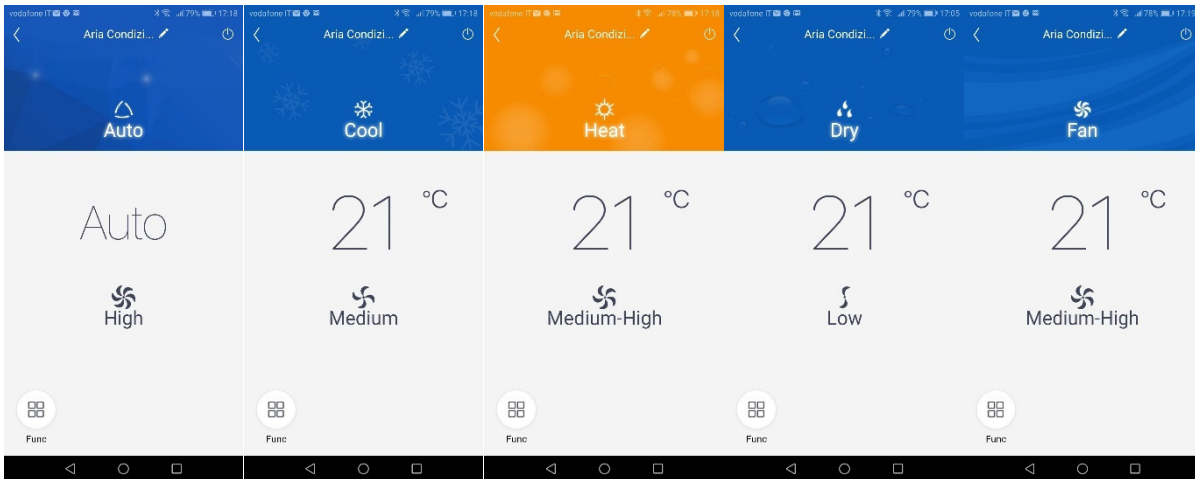 vodafone IT 79% 17:18
Aria Condizi...
Auto
Auto
High
Func
vodafone IT 79% 17:18
Aria Condizi...
Cool
21 °C
Medium
Func
vodafone IT 78% 17:18
Aria Condizi...
Heat
21 °C
Medium-High
Func
vodafone IT 79% 17:05
Aria Condizi...
Dry
21 °C
Low
Func
vodafone IT 78% 17:19
Aria Condizi...
Fan
21 °C
Medium-High
Func